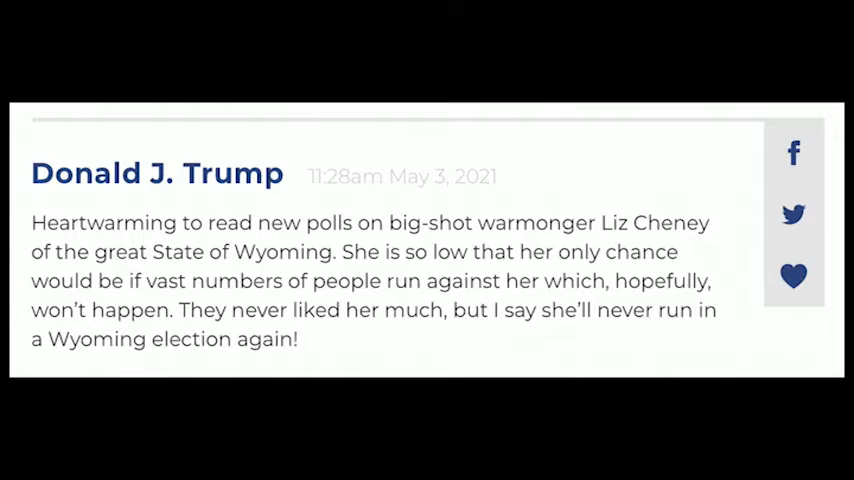 Donald J. Trump 11:28am May 3, 2021
Heartwarming to read new polls on big-shot warmonger Liz Cheney
of the great State of Wyoming. She is so low that her only chance
would be if vast numbers of people run against her which, hopefully,
won’t happen. They never liked her much, but I say she’ll never run in
a Wyoming election again!